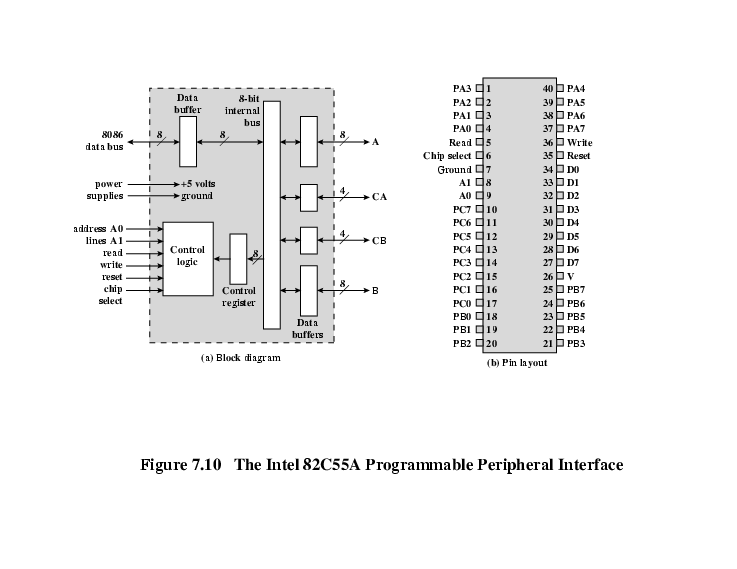 Data
buffer
8-bit
internal
bus
8086
data bus
8
8
8
A
power
supplies
+5 volts
ground
4
CA
address A0
lines A1
read
write
reset
chip
select
Control
logic
8
Control
register
4
CB
8
B
Data
buffers
(a) Block diagram
PA3 1 40 PA4
PA2 2 39 PA5
PA1 3 38 PA6
PA0 4 37 PA7
Read 5 36 Write
Chip select 6 35 Reset
Ground 7 34 D0
A1 8 33 D1
A0 9 32 D2
PC7 10 31 D3
PC6 11 30 D4
PC5 12 29 D5
PC4 13 28 D6
PC3 14 27 D7
PC2 15 26 V
PC1 16 25 PB7
PC0 17 24 PB6
PB0 18 23 PB5
PB1 19 22 PB4
PB2 20 21 PB3
(b) Pin layout
Figure 7.10 The Intel 82C55A Programmable Peripheral Interface